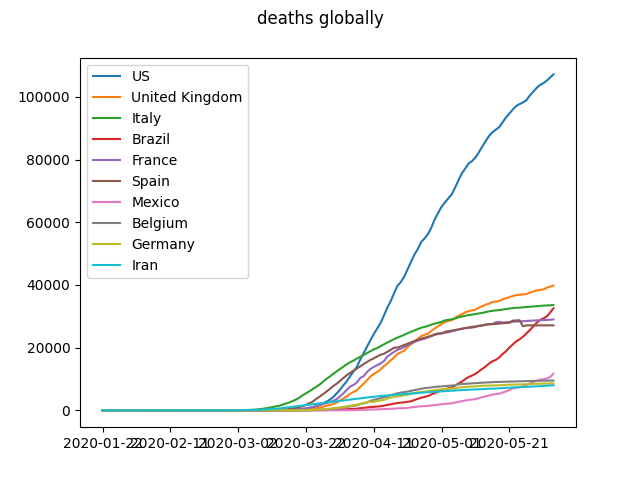 deaths globally
100000
80000
60000
40000
20000
0
US
United Kingdom
Italy
Brazil
France
Spain
Mexico
Belgium
Germany
Iran
2020-01-22 2020-02-11 2020-03-02 2020-03-22 2020-04-11 2020-05-01 2020-05-21